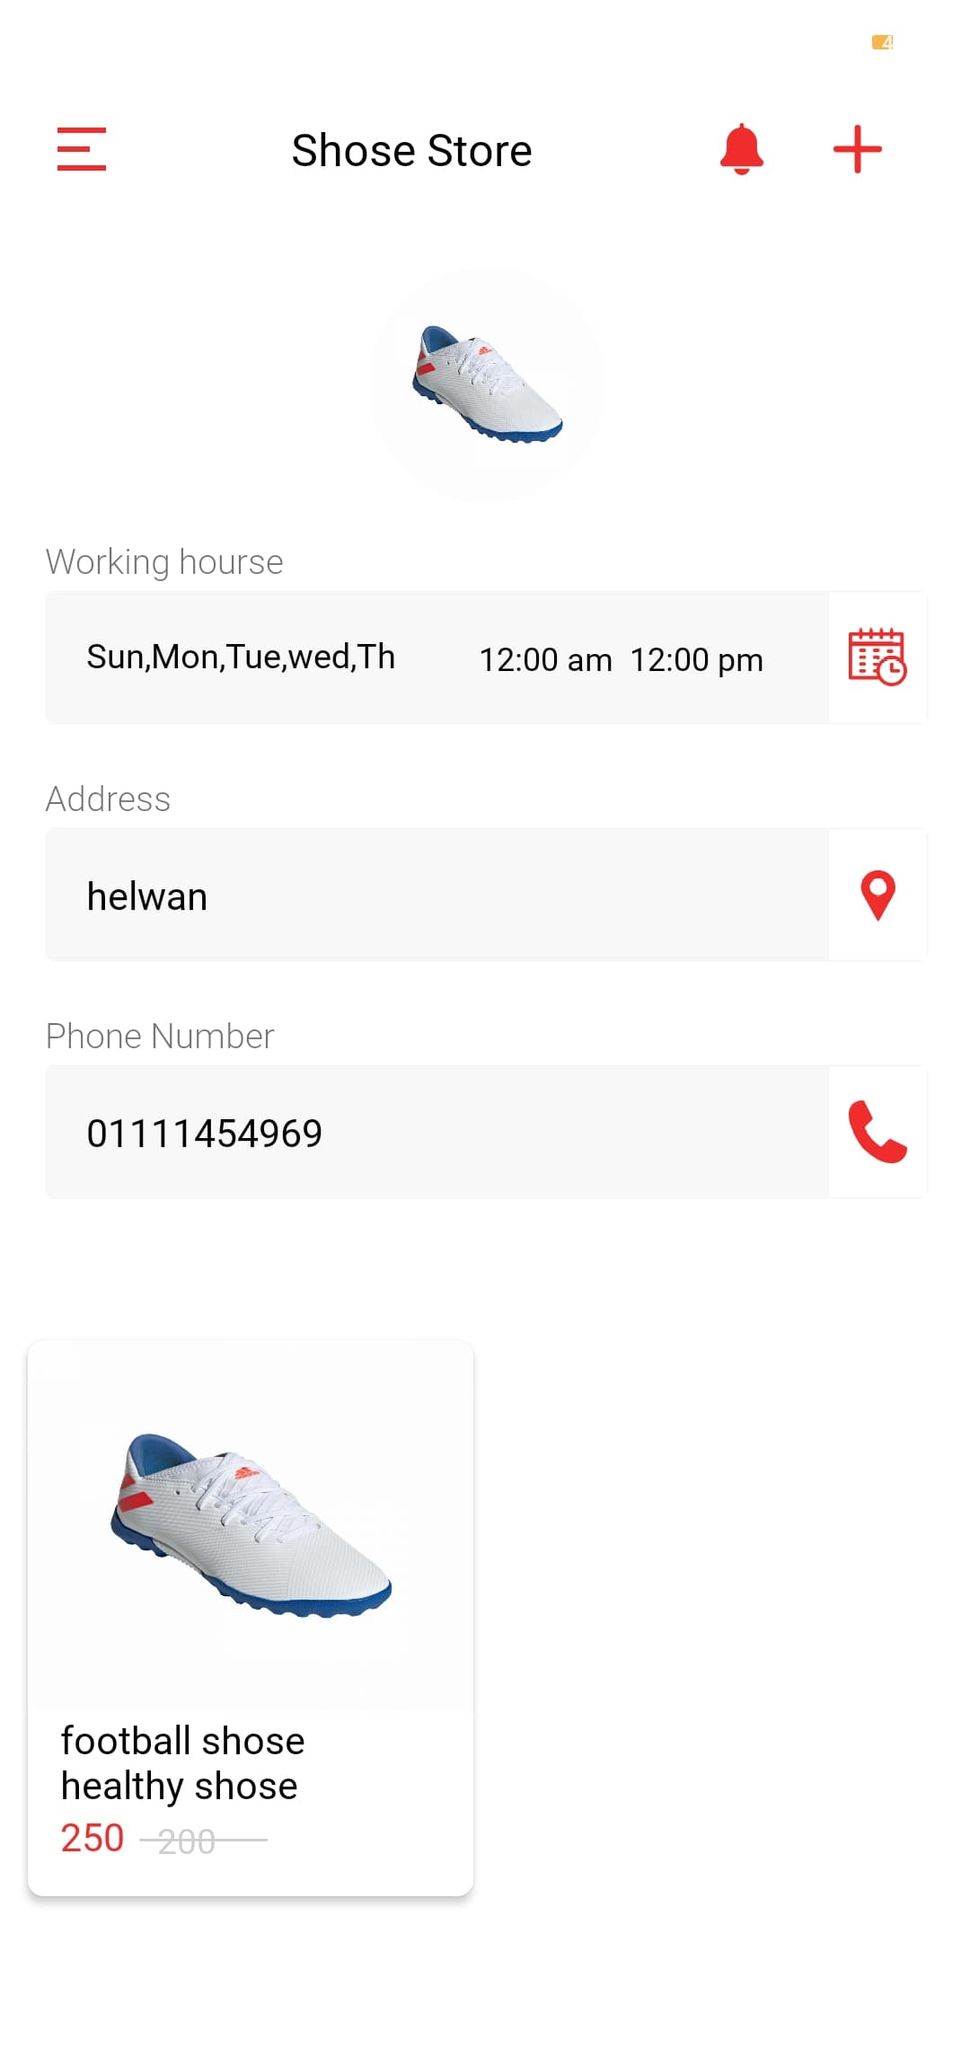 Shose Store
Working hourse
Sun,Mon,Tue,wed,Th 12:00 am 12:00 pm
Address
helwan
Phone Number
01111454969
football shose
healthy shose
250 200